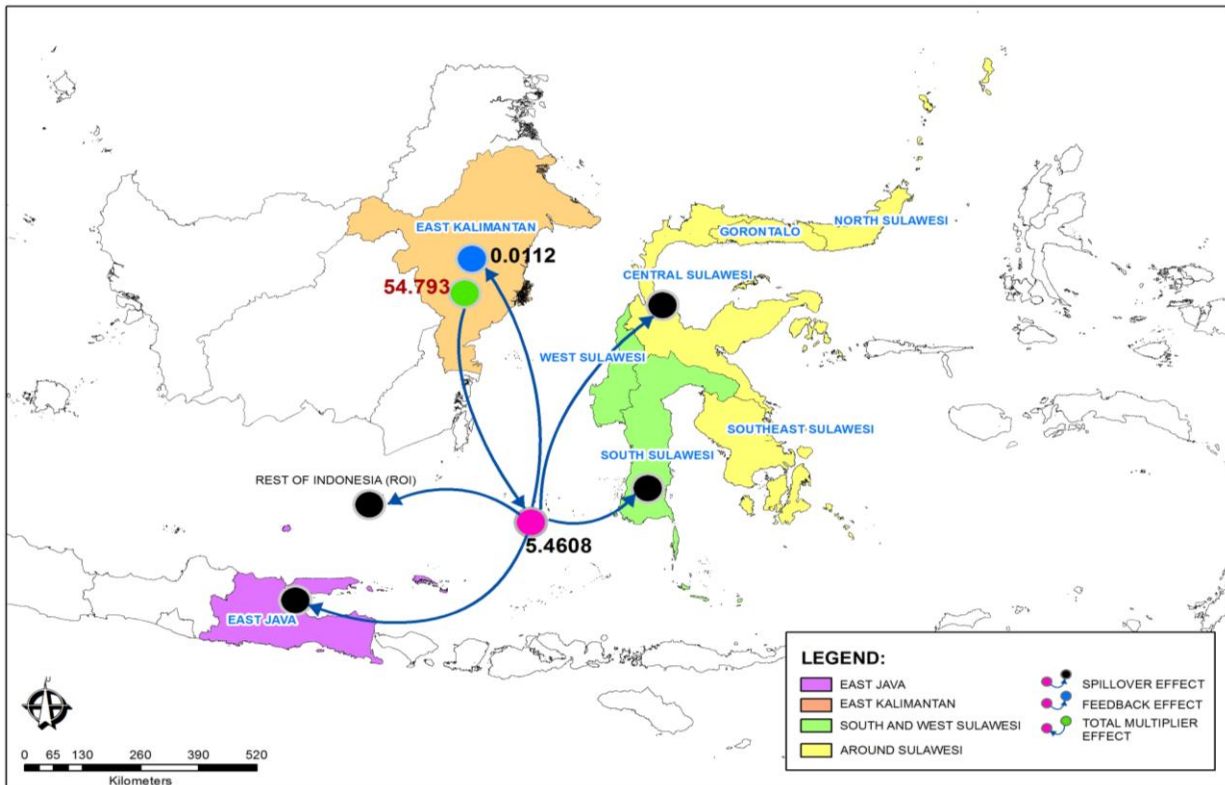 EAST KALIMANTAN
0.0112
54.793
NORTH SULAWESI
GORONTALO
CENTRAL SULAWESI
WEST SULAWESI
SOUTHEAST SULAWESI
SOUTH SULAWESI
REST OF INDONESIA (ROI)
5.4608
EAST JAVA
LEGEND:
EAST JAVA
EAST KALIMANTAN
SOUTH AND WEST SULAWESI
AROUND SULAWESI
SPILLOVER EFFECT
FEEDBACK EFFECT
TOTAL MULTIPLIER
EFFECT
0 65 130 260 390 520
Kilometers